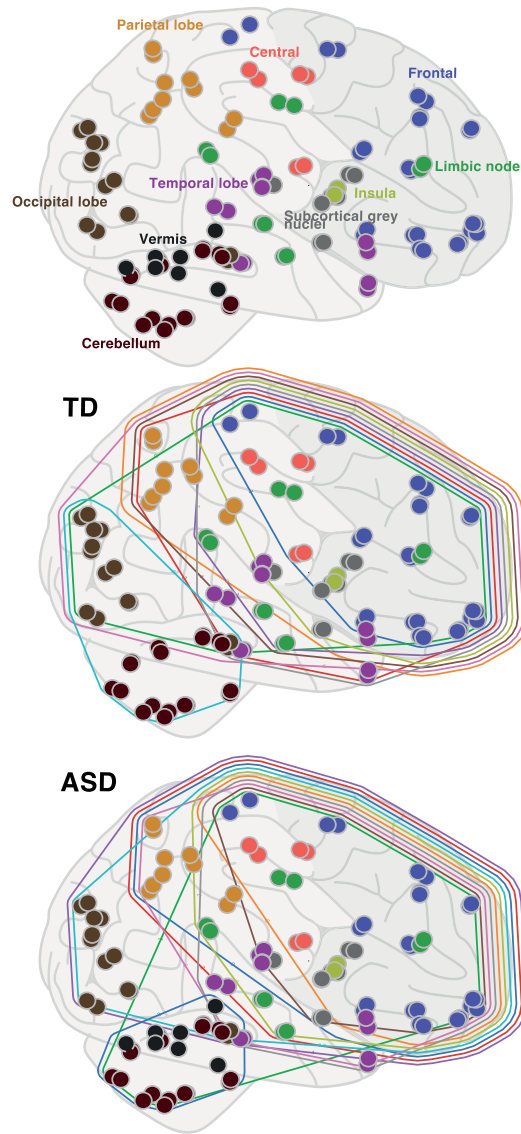 Parietal lobe
Central
Frontal
Limbic node
Temporal lobe
Insula
Occipital lobe
Subcortical grey
nuclei
Vermis
Cerebellum
TD
ASD